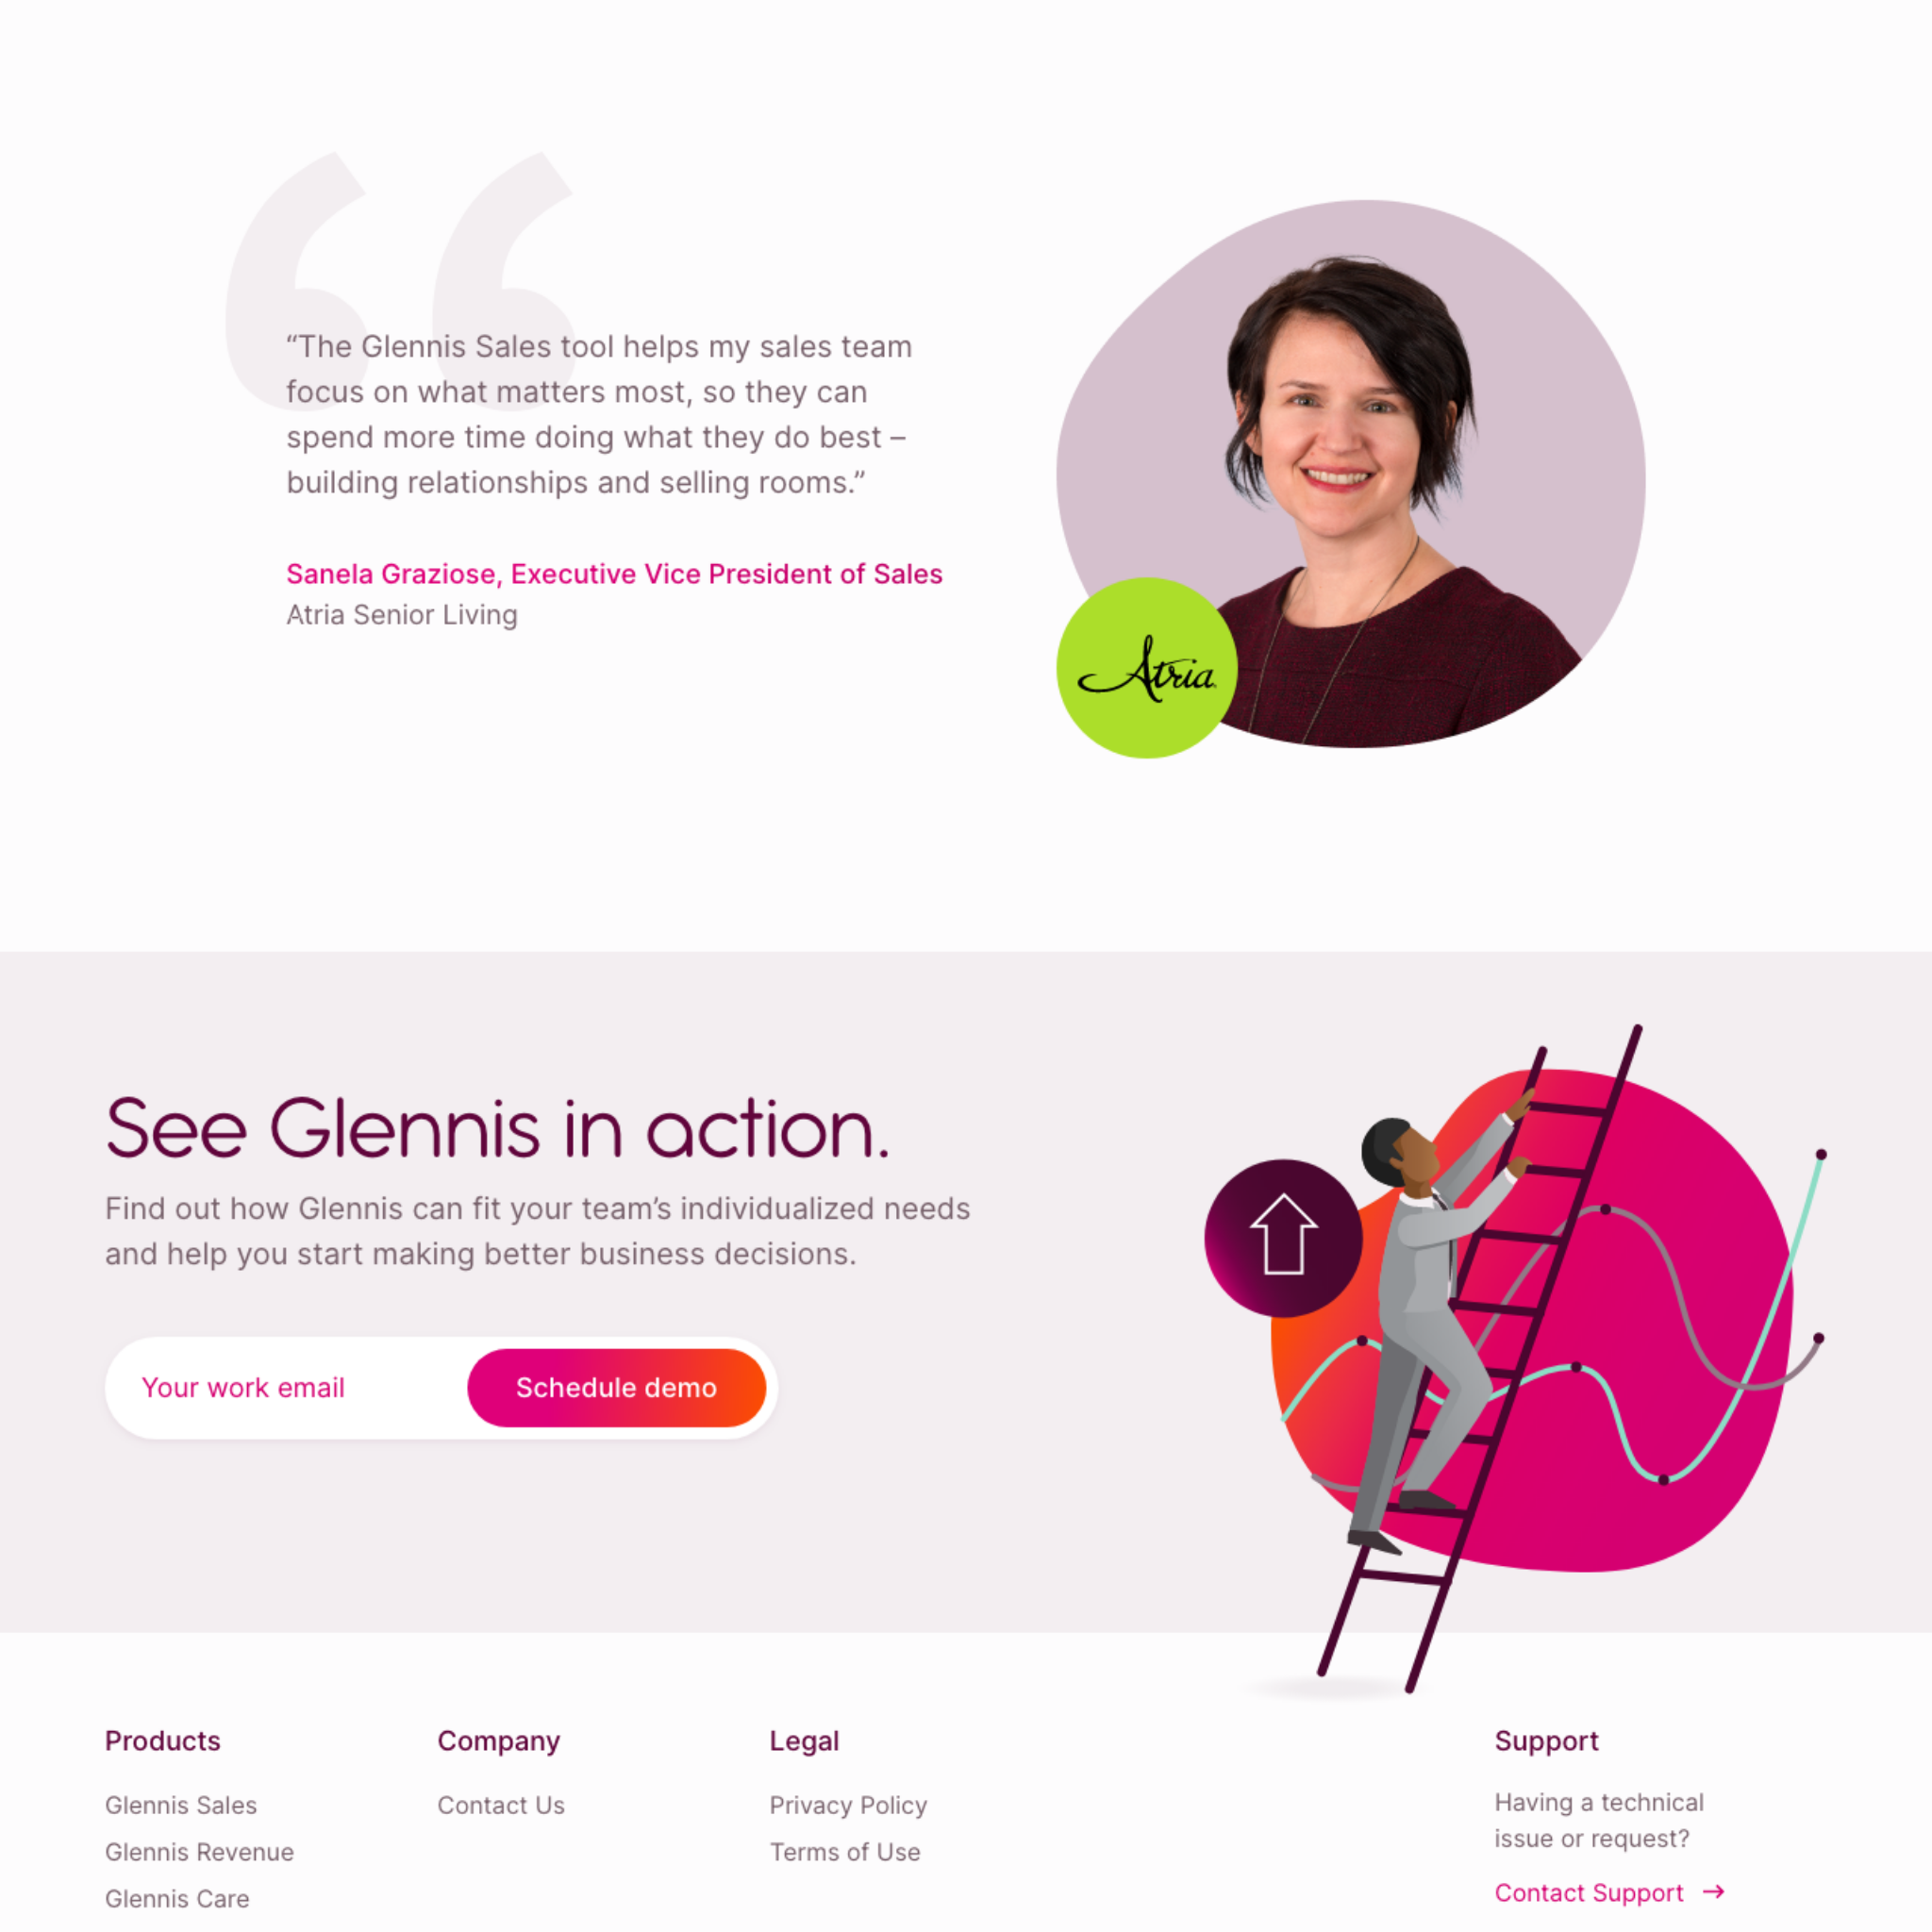 “The Glennis Sales tool helps my sales team
focus on what matters most, so they can
spend more time doing what they do best –
building relationships and selling rooms.”
Sanela Graziose, Executive Vice President of Sales
Atria Senior Living
Atria
See Glennis in action.
Find out how Glennis can fit your team’s individualized needs
and help you start making better business decisions.
Your work email
Schedule demo
Products
Glennis Sales
Glennis Revenue
Glennis Care
Company
Contact Us
Legal
Privacy Policy
Terms of Use
Support
Having a technical
issue or request?
Contact Support →